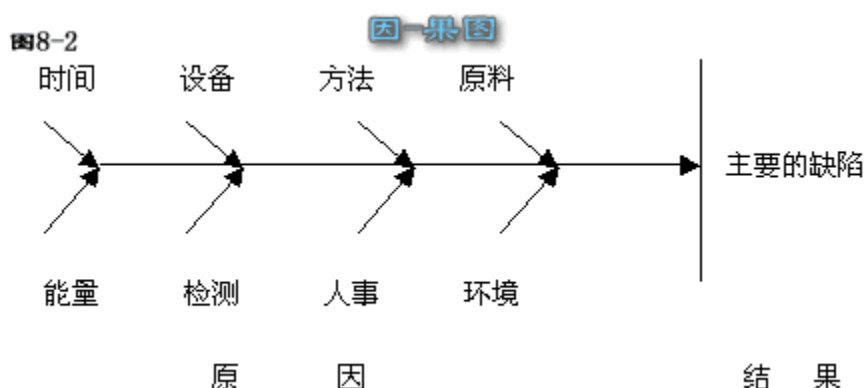 因-果图
图8-2
时间 设备 方法 原料
主要的缺陷
能量 检测 人事 环境
原 因 结 果